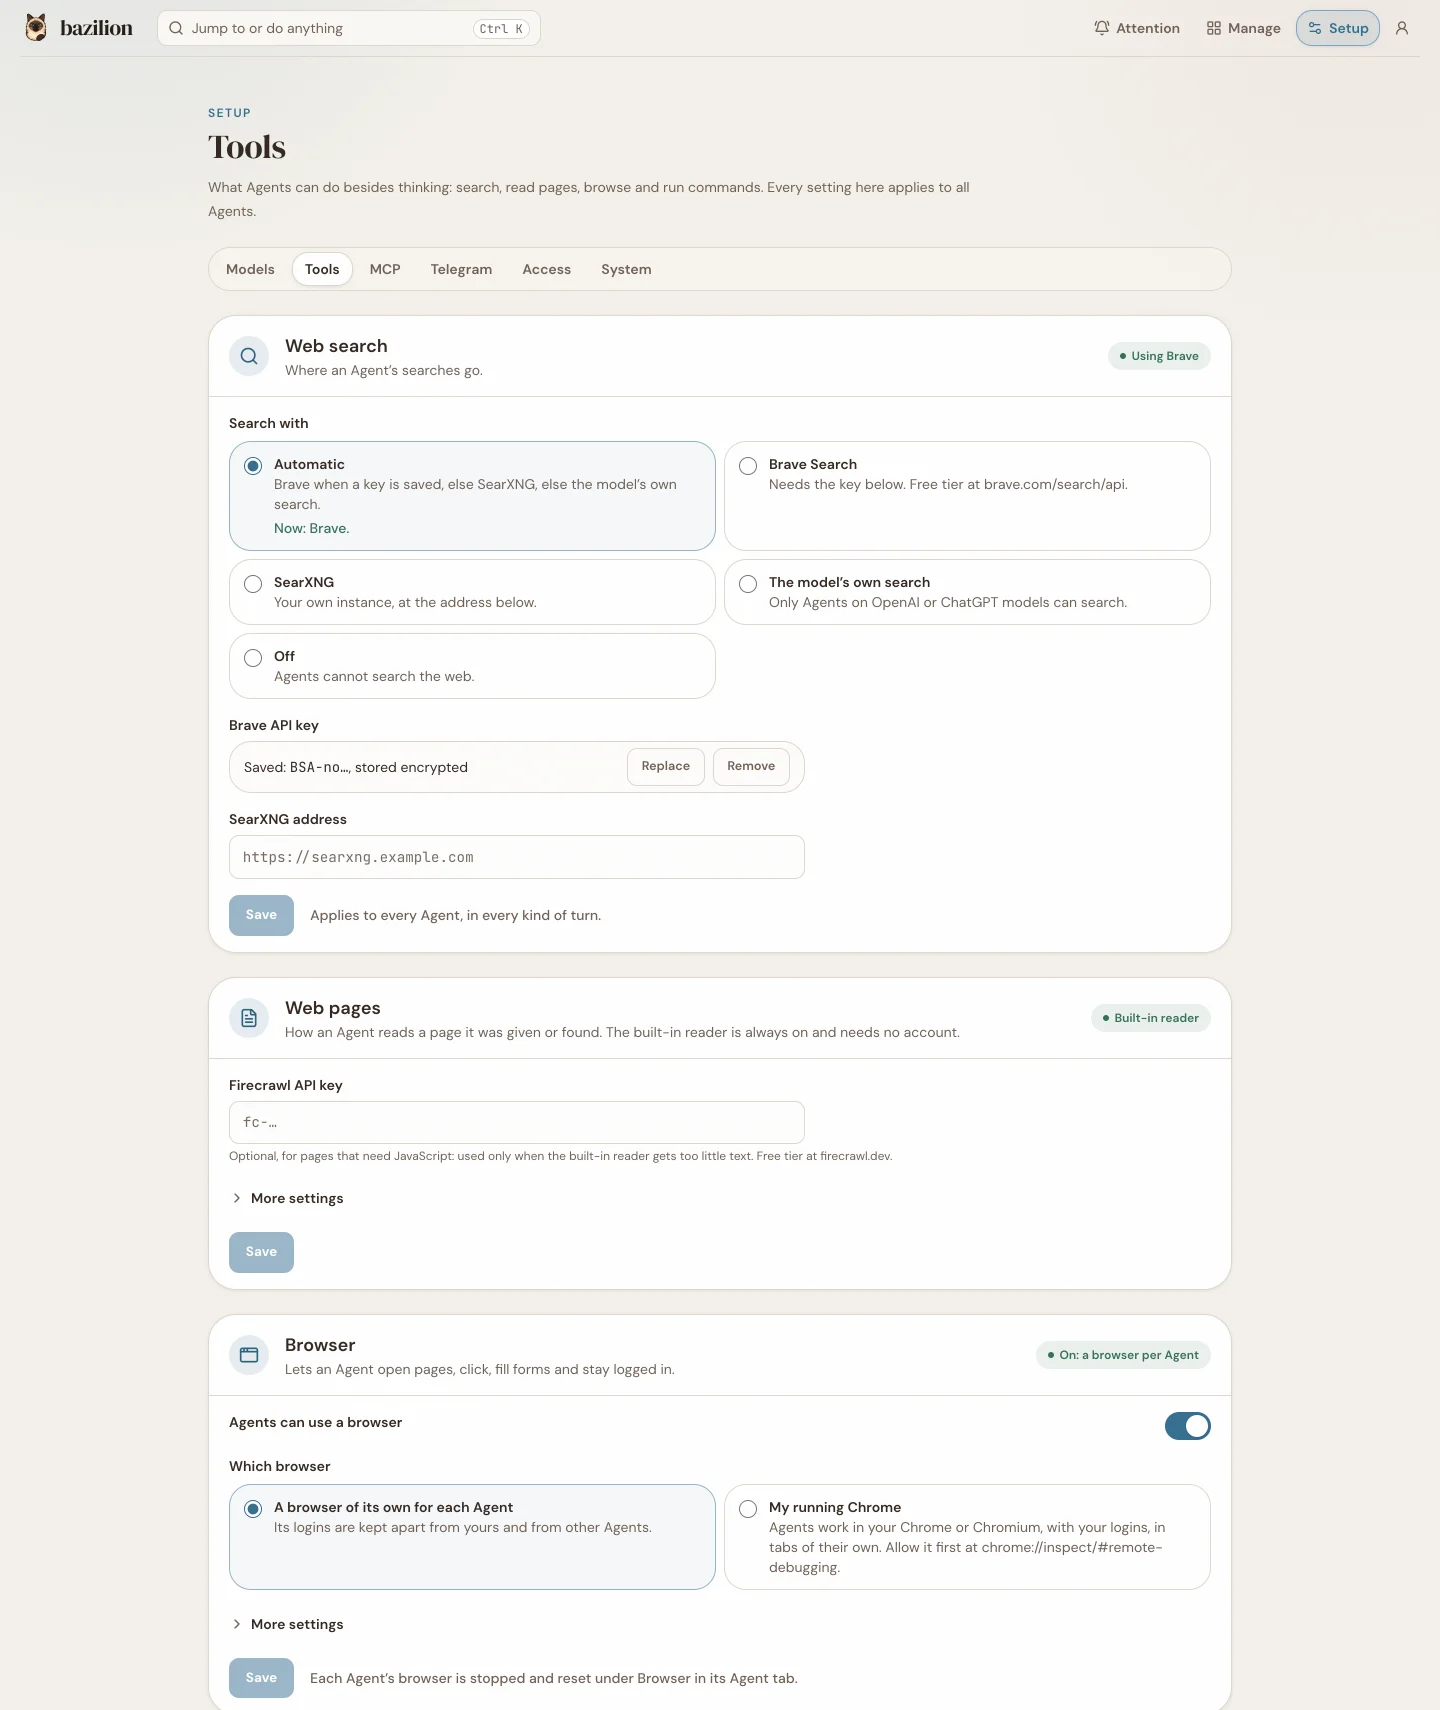 bazilion
Jump to or do anything
Ctrl K
Attention
Manage
Setup
SETUP
Tools
What Agents can do besides thinking: search, read pages, browse and run commands. Every setting here applies to all
Agents.
Models
Tools
MCP
Telegram
Access
System
Web search
Where an Agent’s searches go.
Using Brave
Search with
Automatic
Brave when a key is saved, else SearXNG, else the model’s own
search.
Now: Brave.
Brave Search
Needs the key below. Free tier at brave.com/search/api.
SearXNG
Your own instance, at the address below.
The model’s own search
Only Agents on OpenAI or ChatGPT models can search.
Off
Agents cannot search the web.
Brave API key
Saved: BSA-no…, stored encrypted
Replace
Remove
SearXNG address
https://searxng.example.com
Save
Applies to every Agent, in every kind of turn.
Web pages
How an Agent reads a page it was given or found. The built-in reader is always on and needs no account.
Built-in reader
Firecrawl API key
fc-…
Optional, for pages that need JavaScript: used only when the built-in reader gets too little text. Free tier at firecrawl.dev.
More settings
Save
Browser
Lets an Agent open pages, click, fill forms and stay logged in.
On: a browser per Agent
Agents can use a browser
Which browser
A browser of its own for each Agent
Its logins are kept apart from yours and from other Agents.
My running Chrome
Agents work in your Chrome or Chromium, with your logins, in
tabs of their own. Allow it first at chrome://inspect/#remote-
debugging.
More settings
Save
Each Agent’s browser is stopped and reset under Browser in its Agent tab.